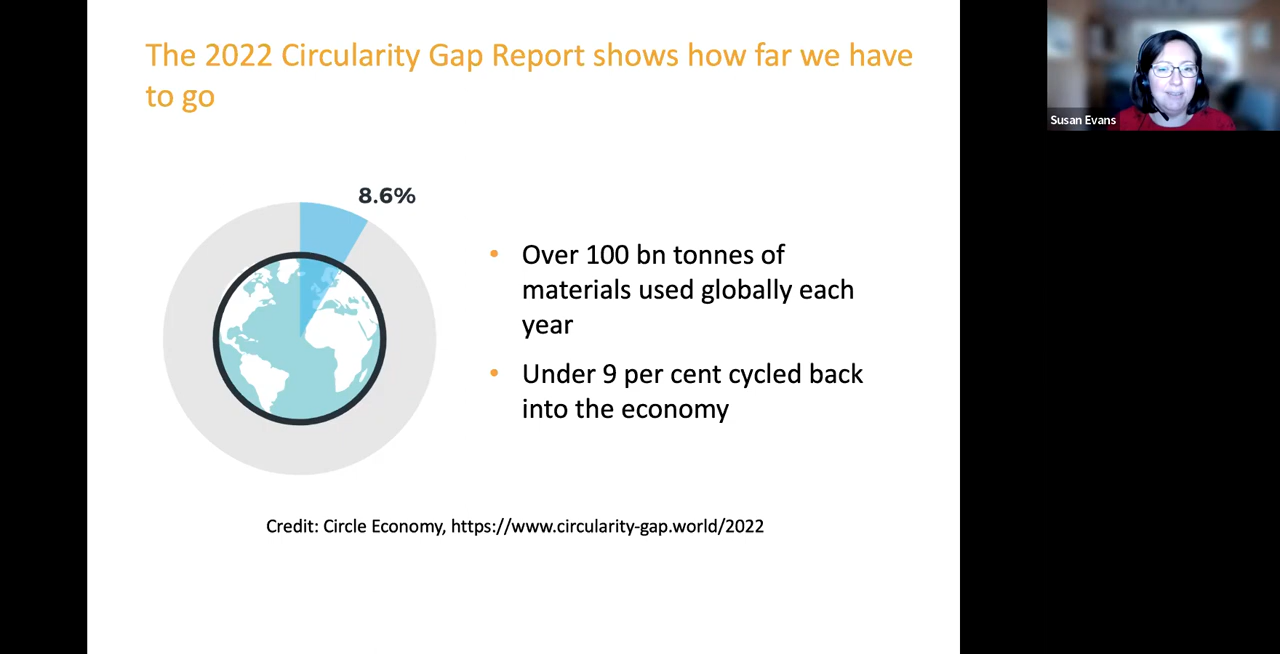 The 2022 Circularity Gap Report shows how far we have
to go
Susan Evans
8.6%
• Over 100 bn tonnes of
materials used globally each
year
• Under 9 per cent cycled back
into the economy
Credit: Circle Economy, https://www.circularity-gap.world/2022